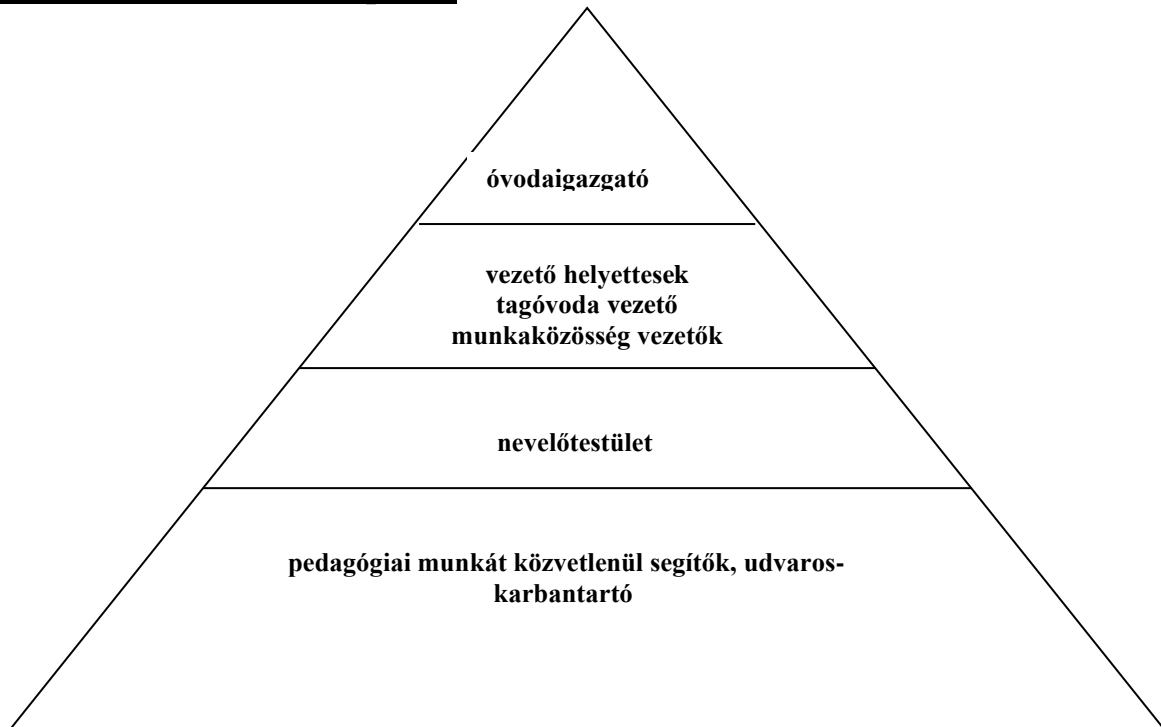 óvodaigazgató
vezető helyettesek
tagóvoda vezető
munkaközösség vezetők
nevelőtestület
pedagógiai munkát közvetlenül segítők, udvaros-
karbantartó